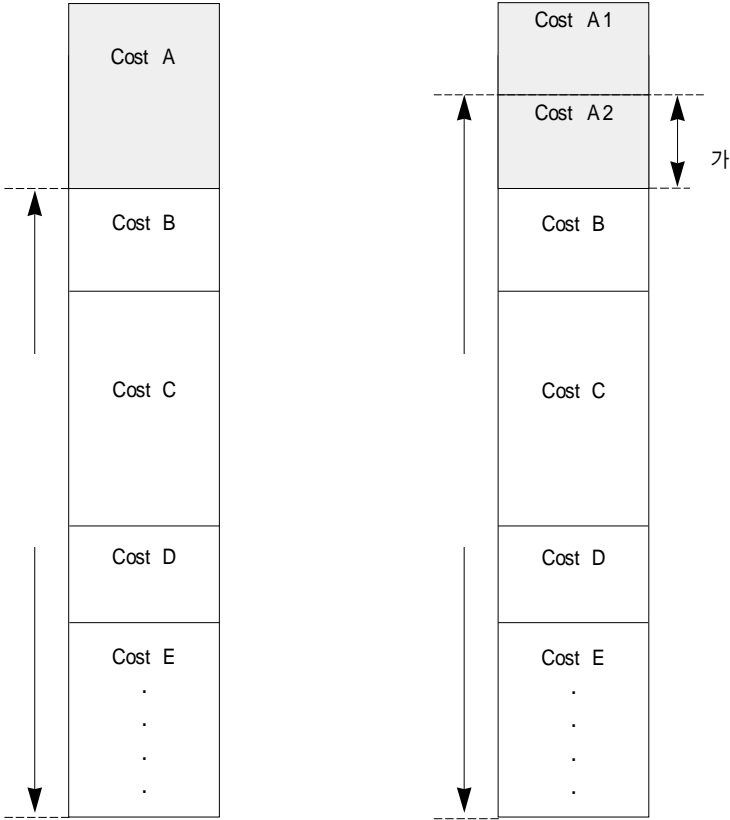 Cost A
Cost B
Cost C
Cost D
Cost E
.
.
.
.
Cost A1
Cost A2
가
Cost B
Cost C
Cost D
Cost E
.
.
.
.